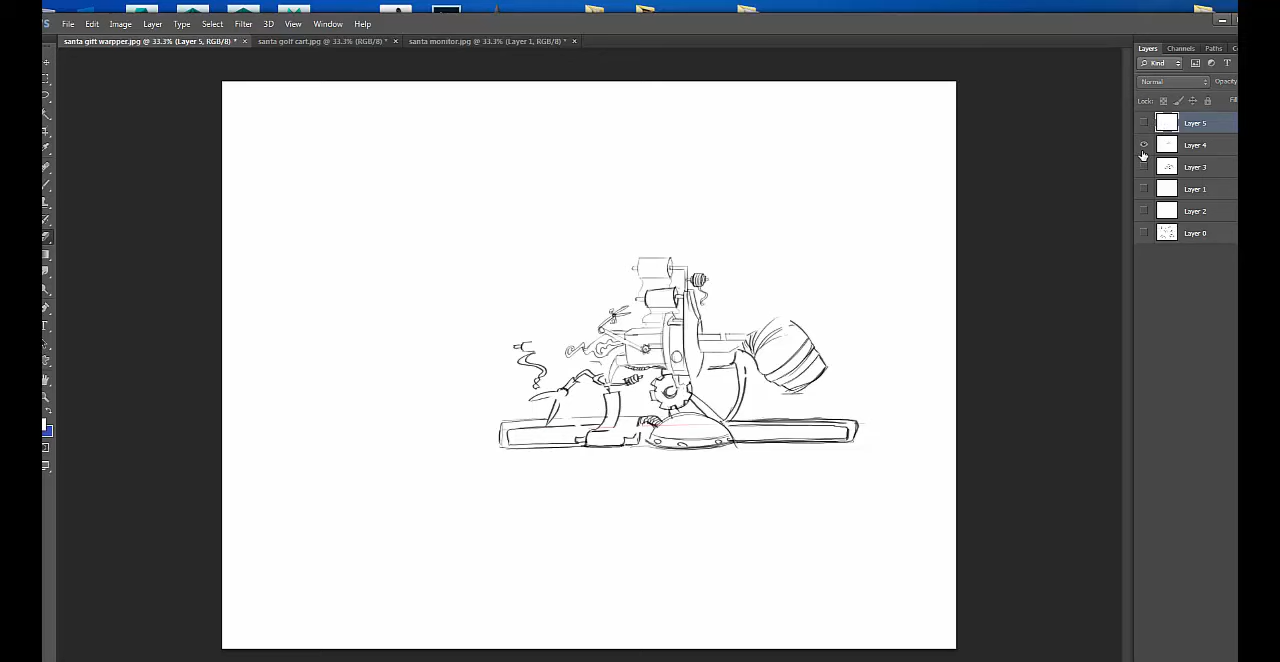 File Edit Image Layer Type Select Filter 3D View Window Help
santa gift warpper.jpg @ 33.3% (Layer 5, RGB/8) * × santa golf cart.jpg @ 33.3% (RGB/8) * × santa monitor.jpg @ 33.3% (Layer 1, RGB/8) * ×
Layers Channels Paths
Kind
Normal Opacity
Lock:
Layer 5
Layer 4
Layer 3
Layer 1
Layer 2
Layer 0